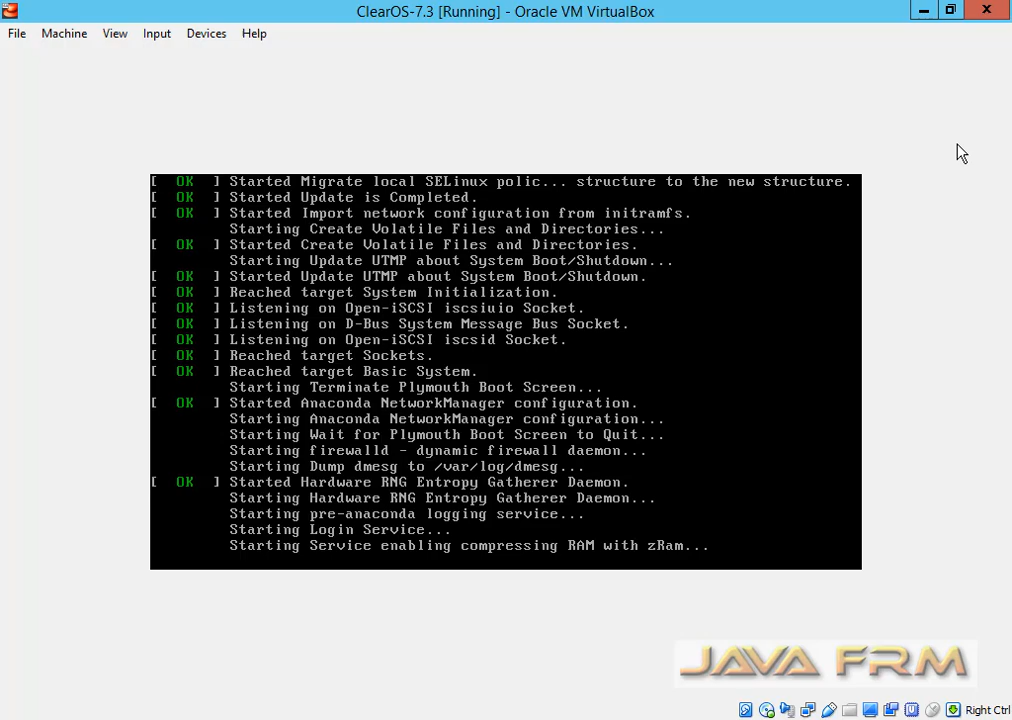 ClearOS-7.3 [Running] - Oracle VM VirtualBox
File Machine View Input Devices Help
[ OK ] Started Migrate local SELinux polic... structure to the new structure.
[ OK ] Started Update is Completed.
[ OK ] Started Import network configuration from initramfs.
Starting Create Volatile Files and Directories...
[ OK ] Started Create Volatile Files and Directories.
Starting Update UTMP about System Boot/Shutdown...
[ OK ] Started Update UTMP about System Boot/Shutdown.
[ OK ] Reached target System Initialization.
[ OK ] Listening on Open-iSCSI iscsiuio Socket.
[ OK ] Listening on D-Bus System Message Bus Socket.
[ OK ] Listening on Open-iSCSI iscsid Socket.
[ OK ] Reached target Sockets.
[ OK ] Reached target Basic System.
Starting Terminate Plymouth Boot Screen...
[ OK ] Started Anaconda NetworkManager configuration.
Starting Anaconda NetworkManager configuration...
Starting Wait for Plymouth Boot Screen to Quit...
Starting firewalld - dynamic firewall daemon...
Starting Dump dmesg to /var/log/dmesg...
[ OK ] Started Hardware RNG Entropy Gatherer Daemon.
Starting Hardware RNG Entropy Gatherer Daemon...
Starting pre-anaconda logging service...
Starting Login Service...
Starting Service enabling compressing RAM with zRam...
JAVA FRM
Right Ctrl